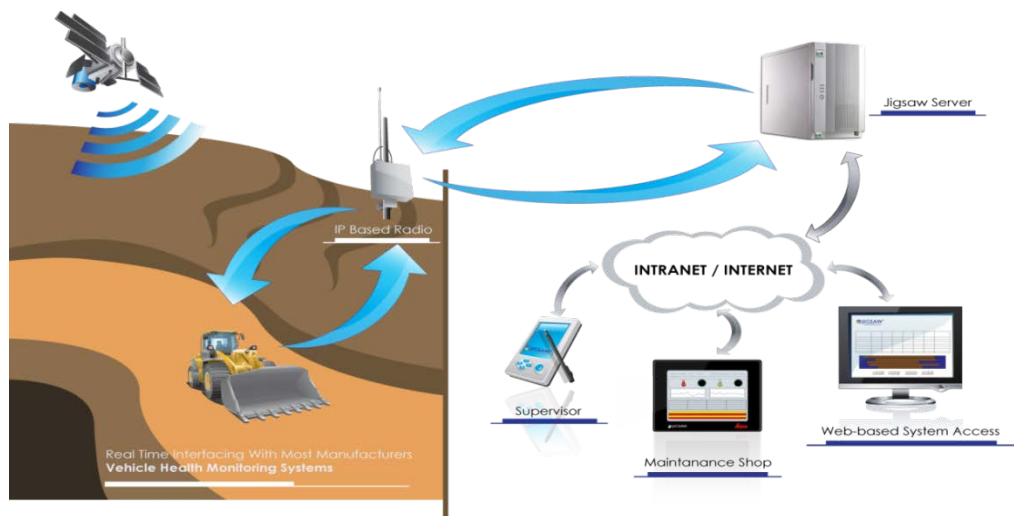 Jigsaw Server
IP Based Radio
INTRANET / INTERNET
Supervisor
Maintanance Shop
Web-based System Access
Real Time Interfacing With Most Manufacturers
Vehicle Health Monitoring Systems